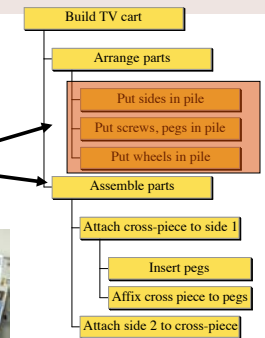 Build TV cart
Arrange parts
Put sides in pile
Put screws, pegs in pile
Put wheels in pile
Assemble parts
Attach cross-piece to side 1
Insert pegs
Affix cross piece to pegs
Attach side 2 to cross-piece